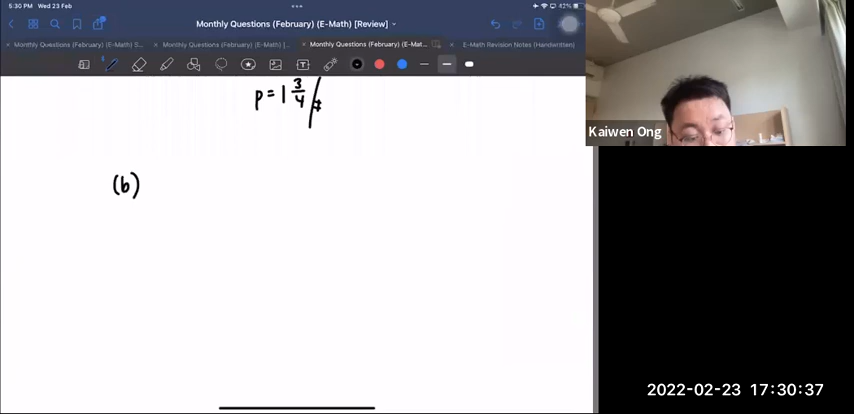 5:30 PM Wed 23 Feb
42%
Monthly Questions (February) (E-Math) [Review]
Monthly Questions (February) (E-Math) S...
Monthly Questions (February) (E-Math) [...
Monthly Questions (February) (E-Mat...
E-Math Revision Notes (Handwritten)
p = 1 3/4
(b)
Kaiwen Ong
2022-02-23 17:30:37